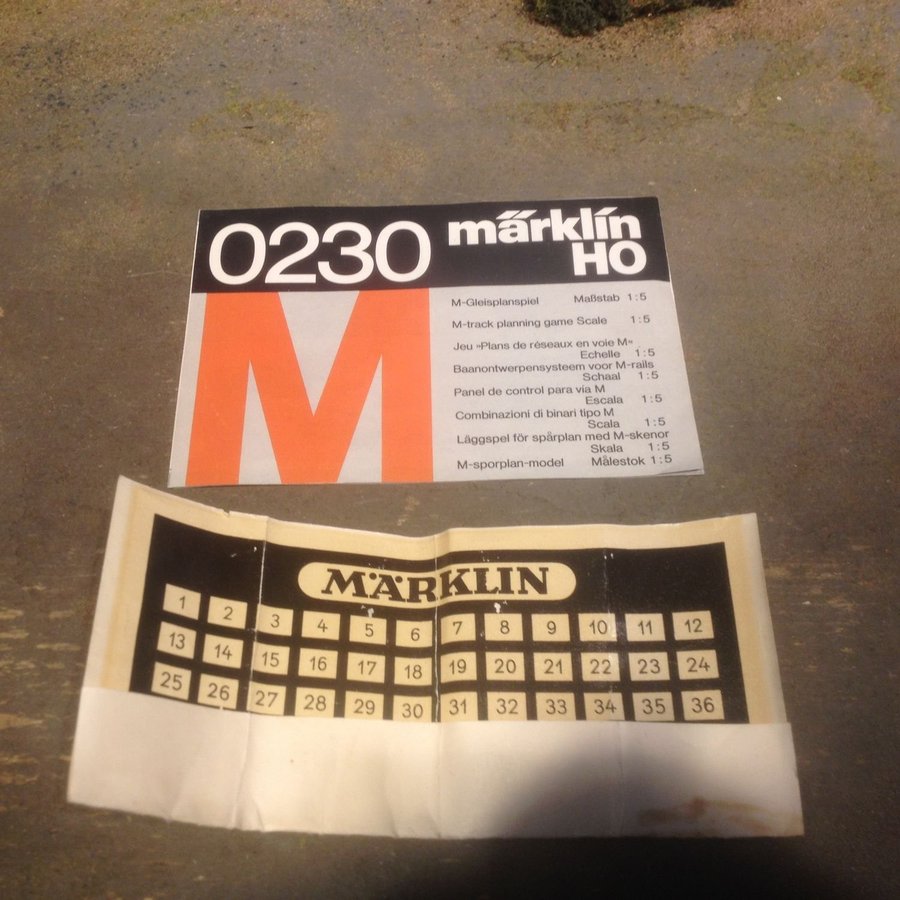 0230 märklin
HO
M
M-Gleisplanspiel Maßstab 1:5
M-track planning game Scale 1:5
Jeu »Plans de réseaux en voie M«
Echelle 1:5
Baanontwerpensysteem voor M-rails
Schaal 1:5
Panel de control para via M
Escala 1:5
Combinazioni di binari tipo M
Scala 1:5
Läggspel för spårplan med M-skenor
Skala 1:5
M-sporplan-model Målestok 1:5
MÄRKLIN
1 2 3 4 5 6 7 8 9 10 11 12
13 14 15 16 17 18 19 20 21 22 23 24
25 26 27 28 29 30 31 32 33 34 35 36